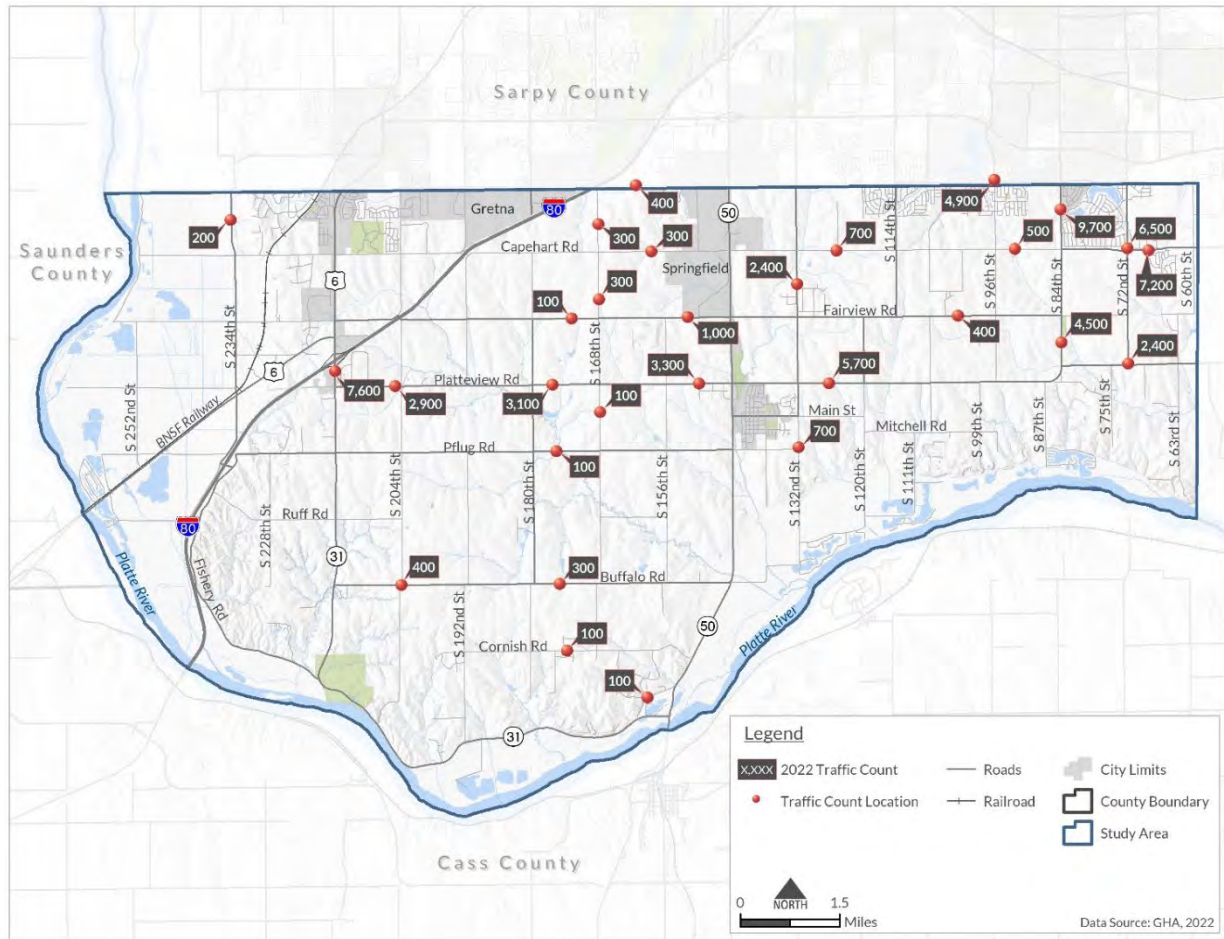 Sarpy County
400
4,900
50
Gretna
80
200
300
300
700
500
9,700
6,500
Saunders
County
Capehart Rd
Springfield
S 114th St
S 96th St
S 84th St
S 72nd St
S 60th St
7,200
6
2,400
S 234th St
300
100
S 168th St
1,000
Fairview Rd
400
4,500
2,400
6
7,600
Platteview Rd
2,900
3,100
3,300
5,700
100
S 252nd St
BNSF Railway
Main St
Mitchell Rd
700
S 99th St
S 87th St
S 75th St
S 63rd St
Pflug Rd
100
S 204th St
S 180th St
S 156th St
S 132nd St
S 120th St
S 111th St
80
Ruff Rd
S 228th St
31
Fishery Rd
Platte River
400
300
Buffalo Rd
S 192nd St
Cornish Rd
100
50
Platte River
100
31
Cass County
Legend
X,XXX 2022 Traffic Count
Traffic Count Location
Roads
Railroad
City Limits
County Boundary
Study Area
0 NORTH 1.5
Miles
Data Source: GHA, 2022